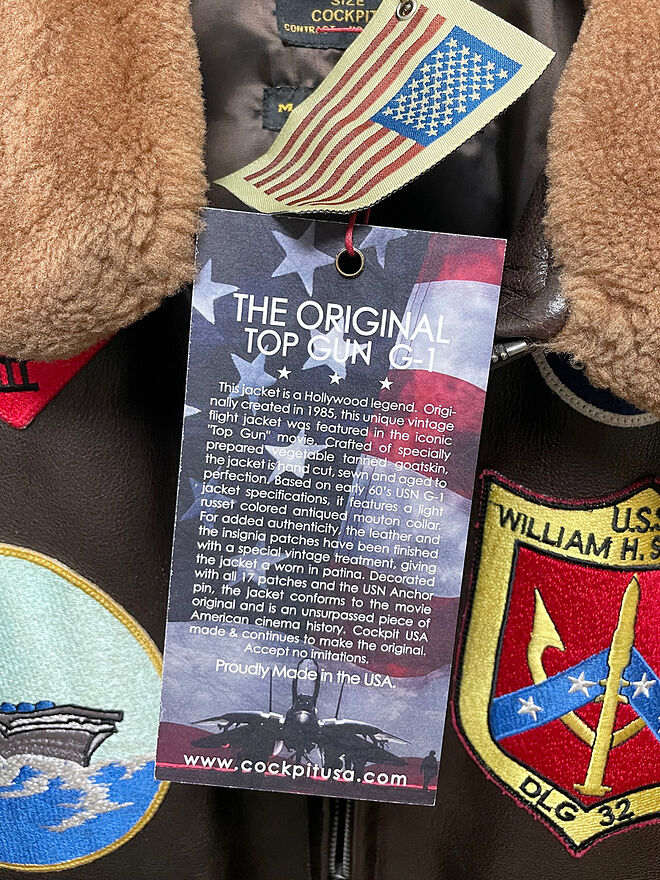 SIZE
COCKPIT
THE ORIGINAL
TOP GUN G-1
This jacket is a Hollywood legend. Origi-
nally created in 1985, this unique vintage
flight jacket was featured in the iconic
"Top Gun" movie. Crafted of specially
prepared vegetable tanned goatskin,
the jacket is hand cut, sewn and aged to
perfection. Based on early 60's USN G-1
jacket specifications, it features a light
russet colored antiqued mouton collar.
For added authenticity, the leather and
the insignia patches have been finished
with a special vintage treatment, giving
the jacket a worn in patina. Decorated
with all 17 patches and the USN Anchor
pin, the jacket conforms to the movie
original and is an unsurpassed piece of
American cinema history. Cockpit USA
made & continues to make the original.
Accept no imitations.
Proudly Made in the USA.
www.cockpitusa.com
U.S.S
WILLIAM H. S
DLG 32